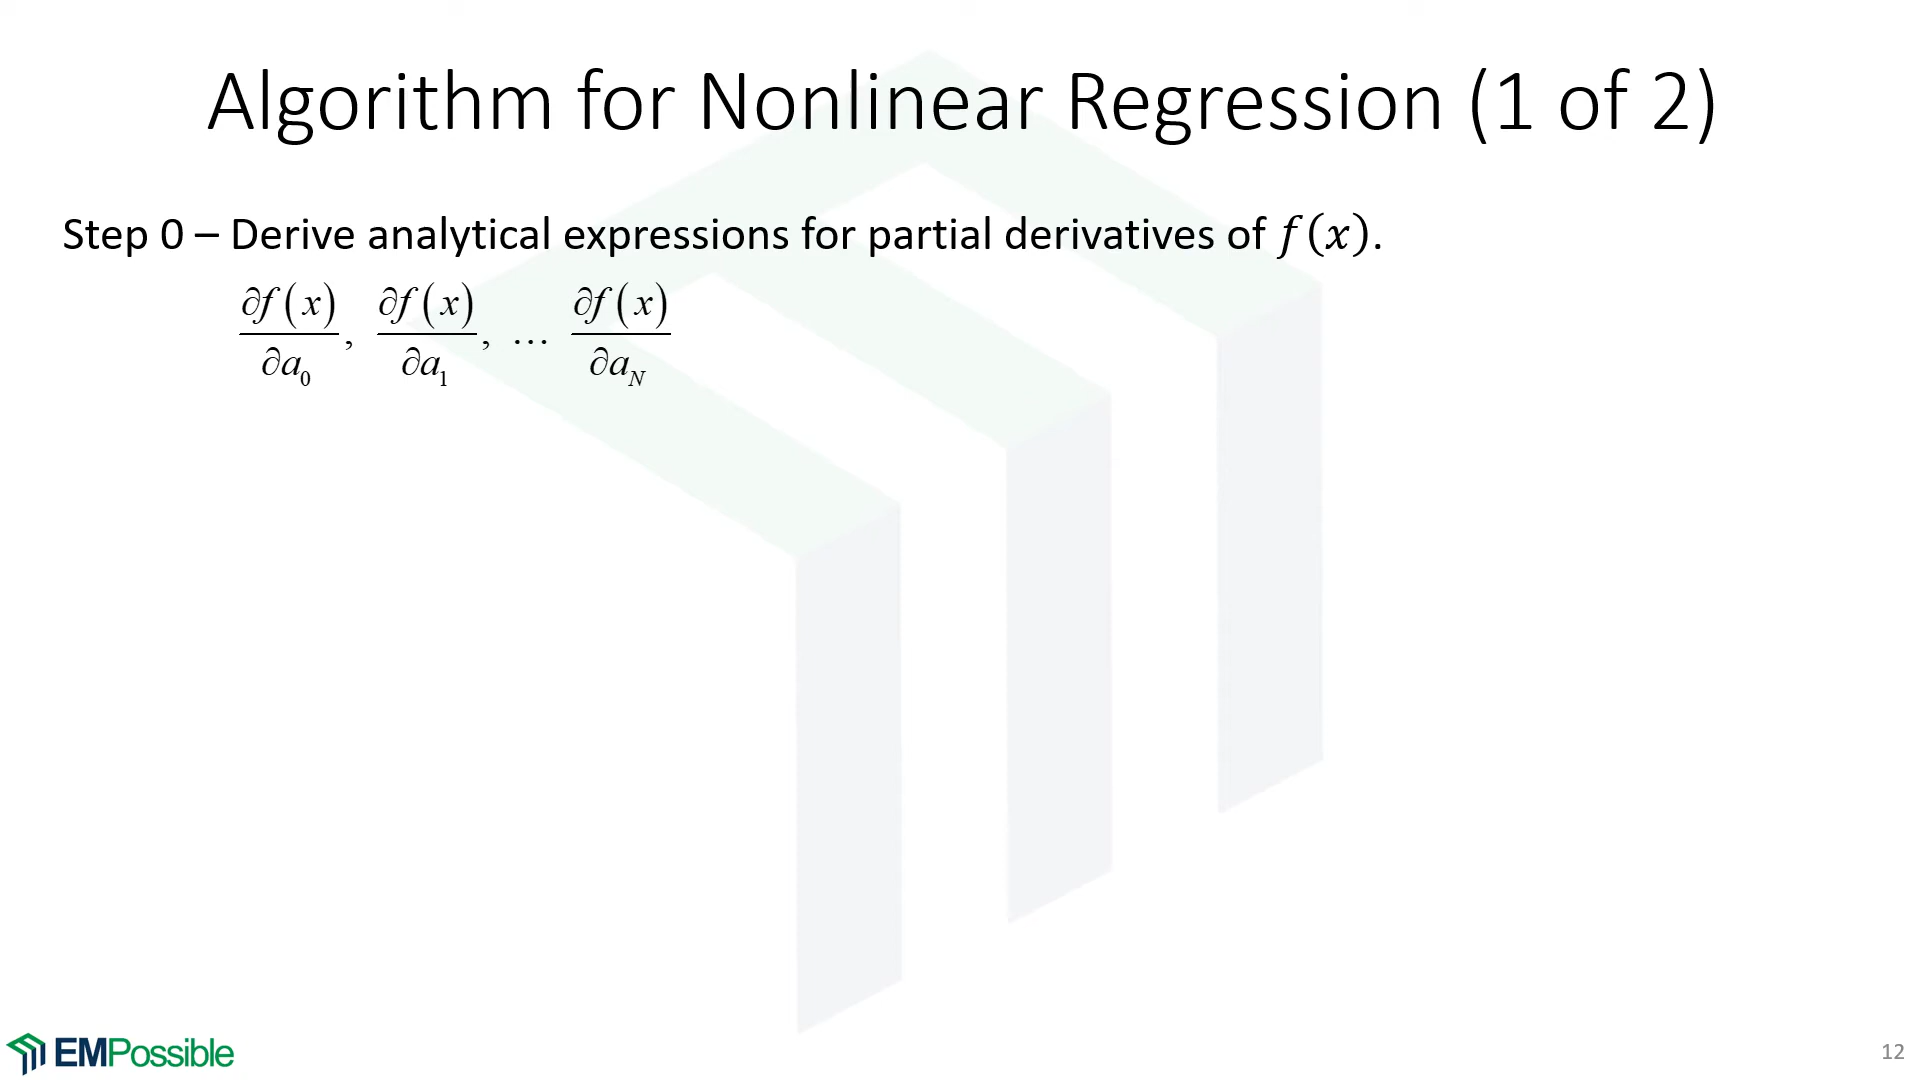 Algorithm for Nonlinear Regression (1 of 2)
Step 0 – Derive analytical expressions for partial derivatives of 𝑓(𝑥).
∂f(x)/∂a₀, ∂f(x)/∂a₁, … ∂f(x)/∂a_N
EMPossible
12